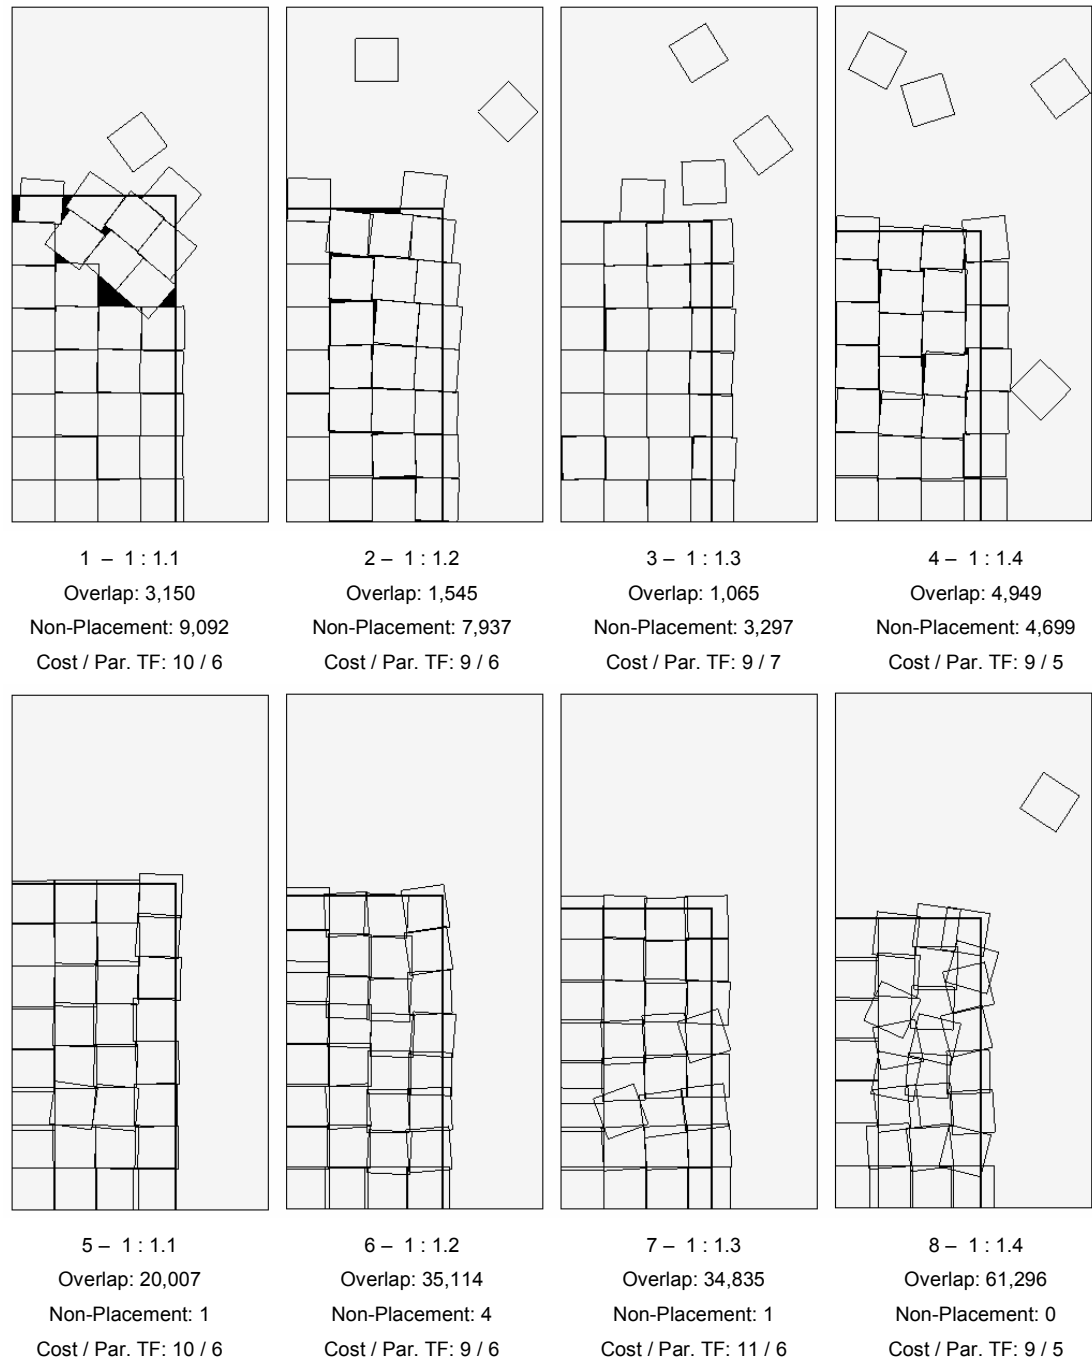 1 – 1 : 1.1
Overlap: 3,150
Non-Placement: 9,092
Cost / Par. TF: 10 / 6
2 – 1 : 1.2
Overlap: 1,545
Non-Placement: 7,937
Cost / Par. TF: 9 / 6
3 – 1 : 1.3
Overlap: 1,065
Non-Placement: 3,297
Cost / Par. TF: 9 / 7
4 – 1 : 1.4
Overlap: 4,949
Non-Placement: 4,699
Cost / Par. TF: 9 / 5
5 – 1 : 1.1
Overlap: 20,007
Non-Placement: 1
Cost / Par. TF: 10 / 6
6 – 1 : 1.2
Overlap: 35,114
Non-Placement: 4
Cost / Par. TF: 9 / 6
7 – 1 : 1.3
Overlap: 34,835
Non-Placement: 1
Cost / Par. TF: 11 / 6
8 – 1 : 1.4
Overlap: 61,296
Non-Placement: 0
Cost / Par. TF: 9 / 5